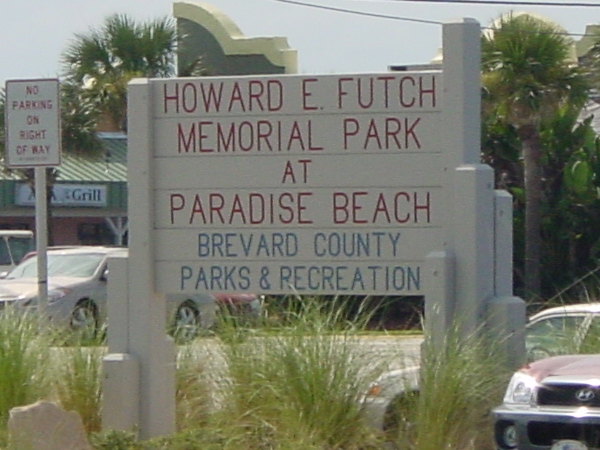 HOWARD E. FUTCH
MEMORIAL PARK
AT
PARADISE BEACH
BREVARD COUNTY
PARKS & RECREATION
NO
PARKING
ON
RIGHT
OF WAY
Grill